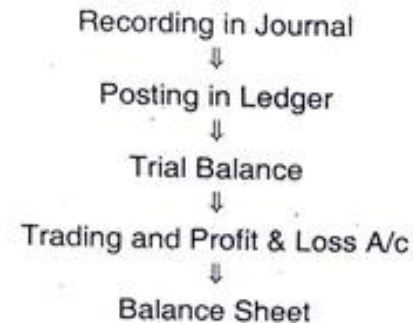 Recording in Journal
⇓
Posting in Ledger
⇓
Trial Balance
⇓
Trading and Profit & Loss A/c
⇓
Balance Sheet